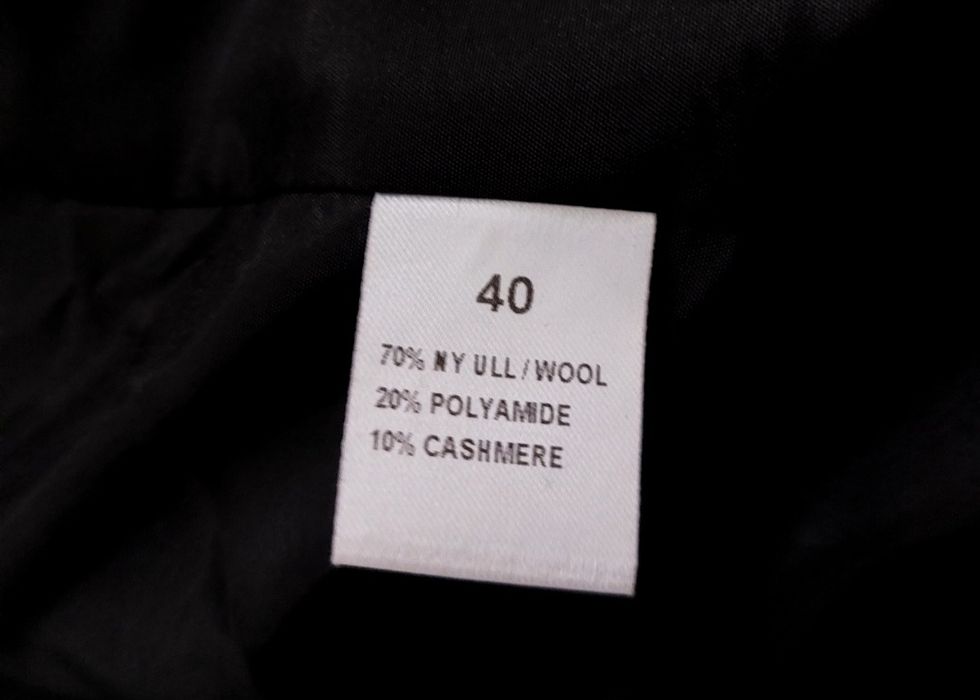 40
70% NY ULL/WOOL
20% POLYAMIDE
10% CASHMERE